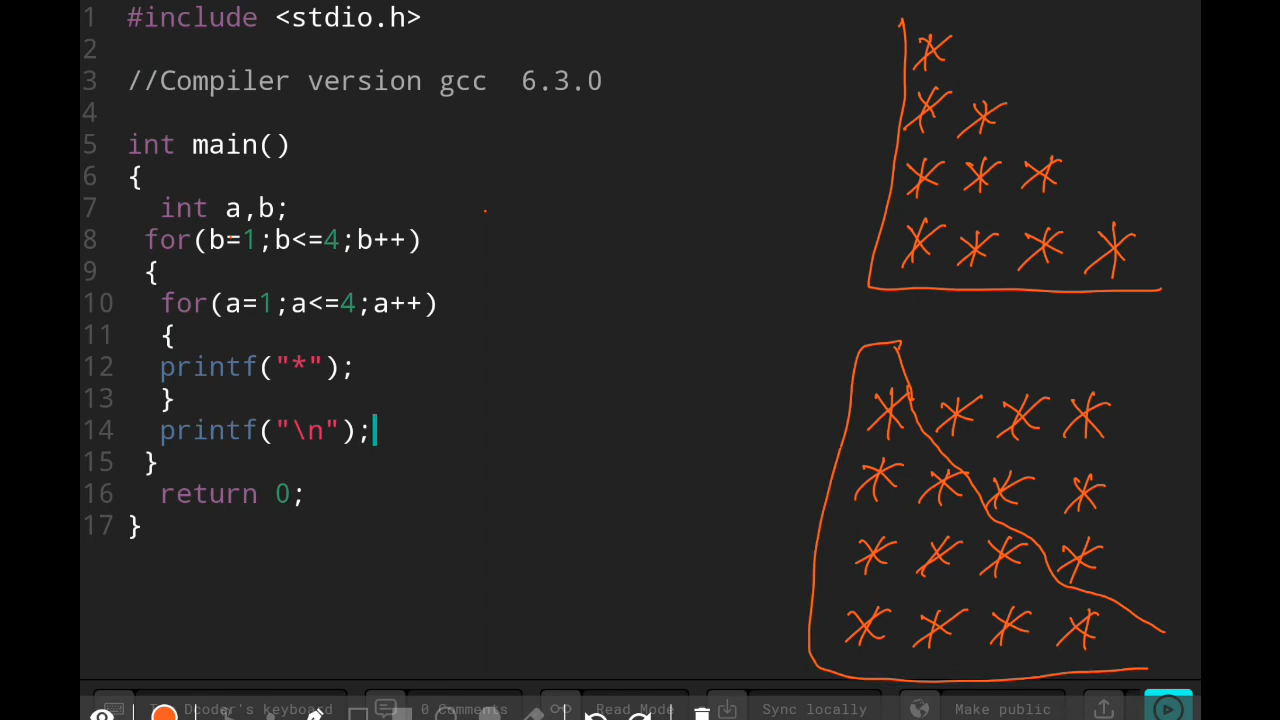 1 #include <stdio.h>
2
3 //Compiler version gcc 6.3.0
4
5 int main()
6 {
7 int a,b;
8 for(b=1;b<=4;b++)
9 {
10 for(a=1;a<=4;a++)
11 {
12 printf("*");
13 }
14 printf("\n");
15 }
16 return 0;
17 }
*
* *
* * *
* * * *
* * * *
* * * *
* * * *
* * * *
Dcoder's keyboard
0 Comments
Read Mode
Sync locally
Make public